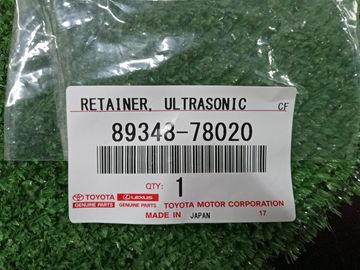 RETAINER, ULTRASONIC CF
89348-78020
QTY: 1
TOYOTA LEXUS TOYOTA MOTOR CORPORATION
GENUINE PARTS GENUINE PARTS
MADE IN JAPAN 17